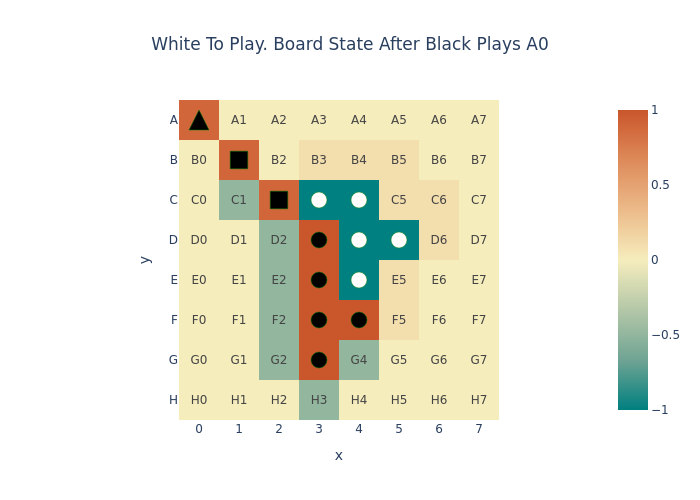 White To Play. Board State After Black Plays A0
A A1 A2 A3 A4 A5 A6 A7
B B0 B2 B3 B4 B5 B6 B7
C C0 C1 C5 C6 C7
D D0 D1 D2 D6 D7
E E0 E1 E2 E5 E6 E7
F F0 F1 F2 F5 F6 F7
G G0 G1 G2 G4 G5 G6 G7
H H0 H1 H2 H3 H4 H5 H6 H7
0 1 2 3 4 5 6 7
x
y
1
0.5
0
−0.5
−1